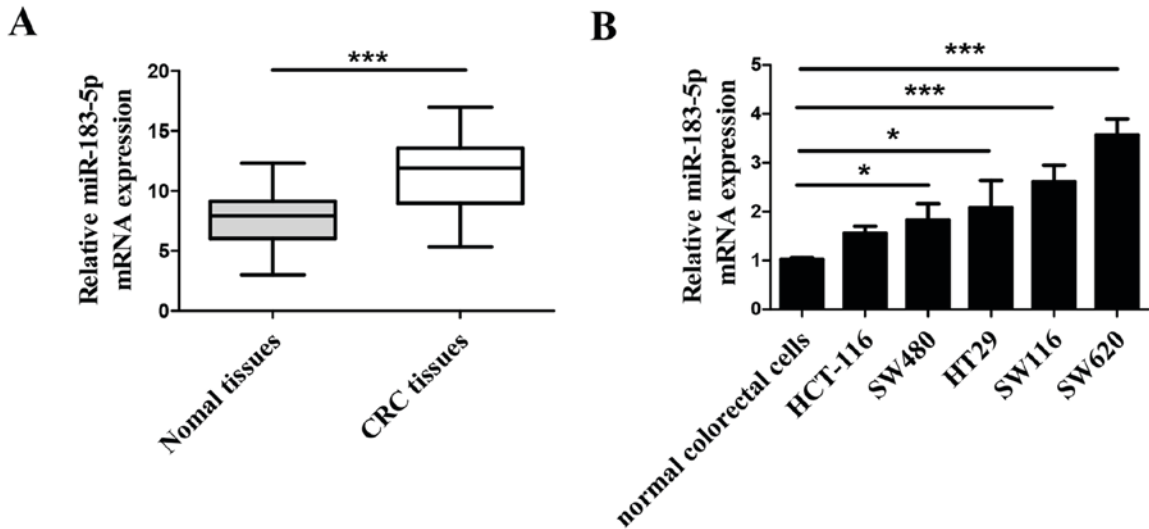 A
Relative miR-183-5p
mRNA expression
20
15
10
5
0
***
Nomal tissues
CRC tissues
B
Relative miR-183-5p
mRNA expression
5
4
3
2
1
0
***
***
*
*
normal colorectal cells
HCT-116
SW480
HT29
SW116
SW620